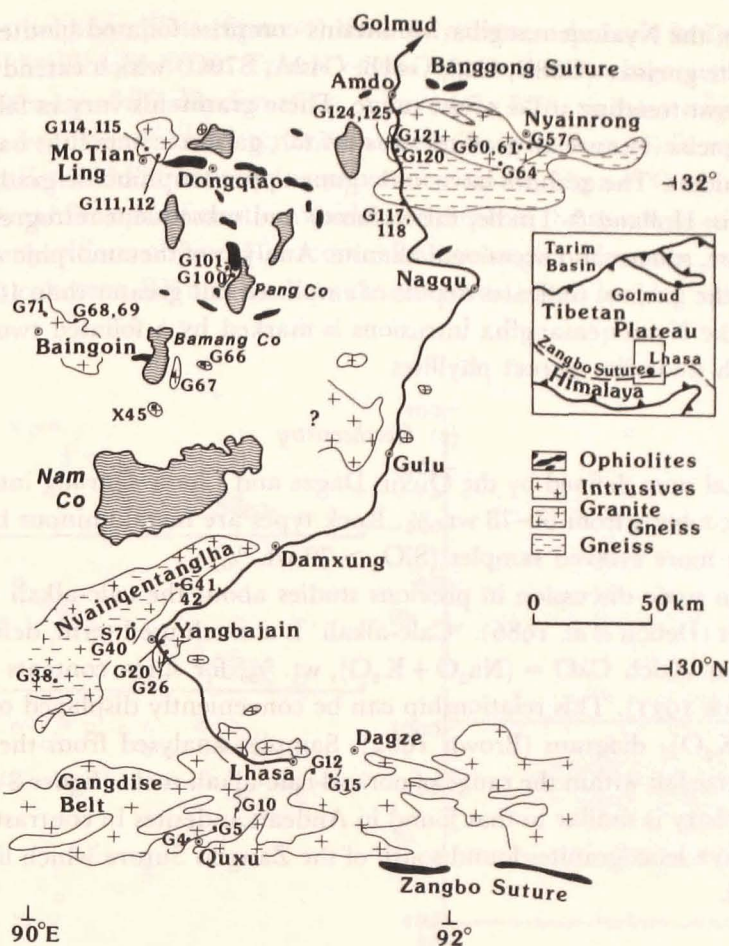 Golmud
Amdo
Banggong Suture
G124,125
Nyainrong
G114,115
G121
G57
G60,61
G120
Mo Tian
Ling
G64
Dongqiao
+32°
G111,112
G117
118
G101
G100
Nagqu
Pang Co
Tarim
Basin
Golmud
Tibetan
Plateau
Zangbo Suture
Lhasa
Himalaya
G71
G68,69
Baingoin
Bamang Co
G66
G67
X45
?
Gulu
Nam
Co
Ophiolites
Intrusives
Granite
Gneiss
Gneiss
Damxung
Nyainqentanglha
G41
42
0 50 km
S70
G40
Yangbajain
G38
G20
G26
30°N
Dagze
Lhasa
G12
G15
Gangdise
Belt
G10
G5
G4
Quxu
Zangbo Suture
90°E
92°